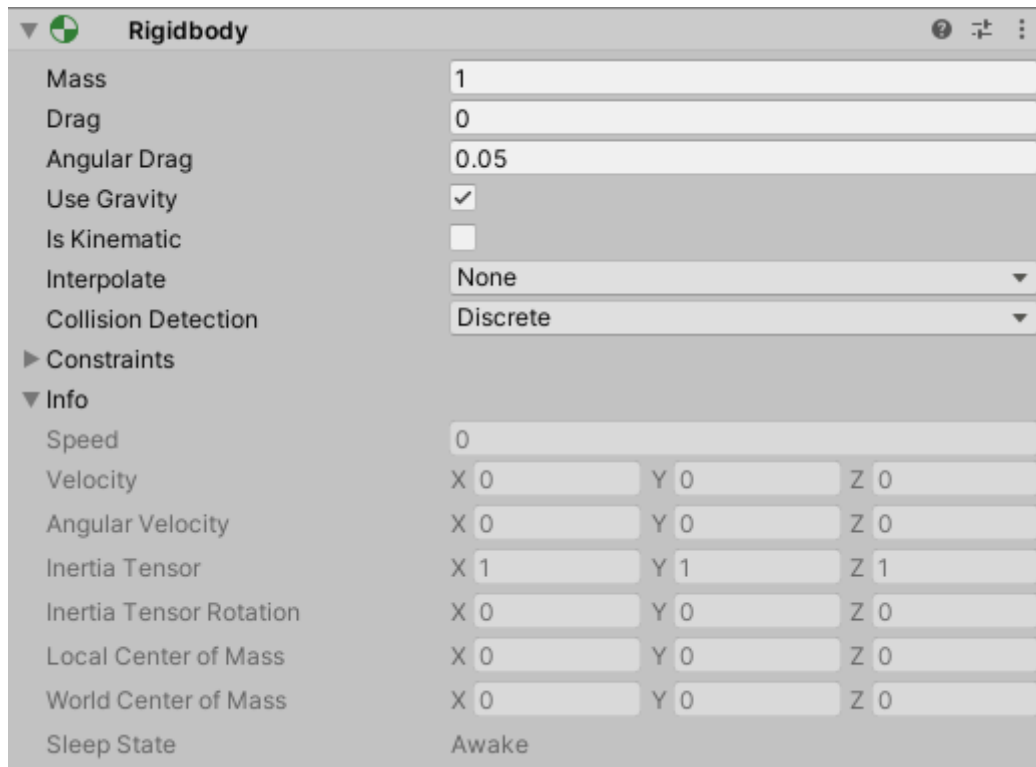 Rigidbody
Mass 1
Drag 0
Angular Drag 0.05
Use Gravity
Is Kinematic
Interpolate None
Collision Detection Discrete
Constraints
Info
Speed 0
Velocity X 0 Y 0 Z 0
Angular Velocity X 0 Y 0 Z 0
Inertia Tensor X 1 Y 1 Z 1
Inertia Tensor Rotation X 0 Y 0 Z 0
Local Center of Mass X 0 Y 0 Z 0
World Center of Mass X 0 Y 0 Z 0
Sleep State Awake